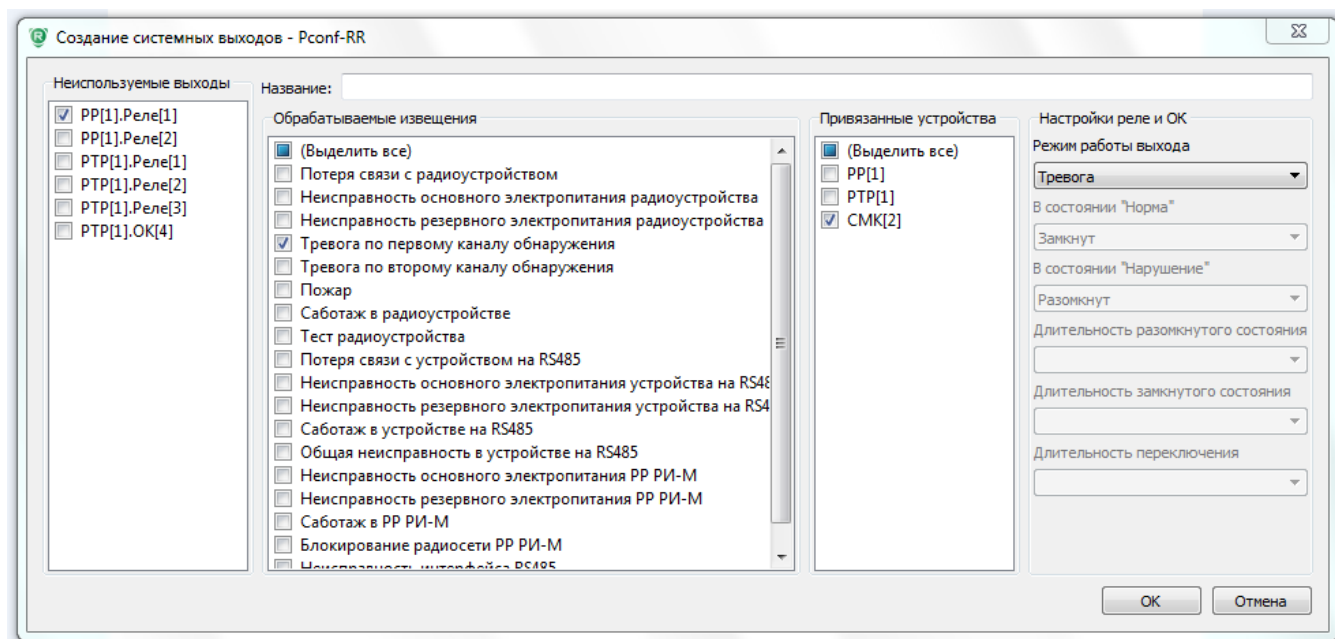 Создание системных выходов - Pconf-RR
Неиспользуемые выходы
РР[1].Реле[1]
РР[1].Реле[2]
РТР[1].Реле[1]
РТР[1].Реле[2]
РТР[1].Реле[3]
РТР[1].ОК[4]
Название:
Обрабатываемые извещения
(Выделить все)
Потеря связи с радиоустройством
Неисправность основного электропитания радиоустройства
Неисправность резервного электропитания радиоустройства
Тревога по первому каналу обнаружения
Тревога по второму каналу обнаружения
Пожар
Саботаж в радиоустройстве
Тест радиоустройства
Потеря связи с устройством на RS485
Неисправность основного электропитания устройства на RS48
Неисправность резервного электропитания устройства на RS4
Саботаж в устройстве на RS485
Общая неисправность в устройстве на RS485
Неисправность основного электропитания РР РИ-М
Неисправность резервного электропитания РР РИ-М
Саботаж в РР РИ-М
Блокирование радиосети РР РИ-М
Неисправность интерфейса RS485
Привязанные устройства
(Выделить все)
РР[1]
РТР[1]
СМК[2]
Настройки реле и ОК
Режим работы выхода
Тревога
В состоянии "Норма"
Замкнут
В состоянии "Нарушение"
Разомкнут
Длительность разомкнутого состояния
Длительность замкнутого состояния
Длительность переключения
ОК
Отмена